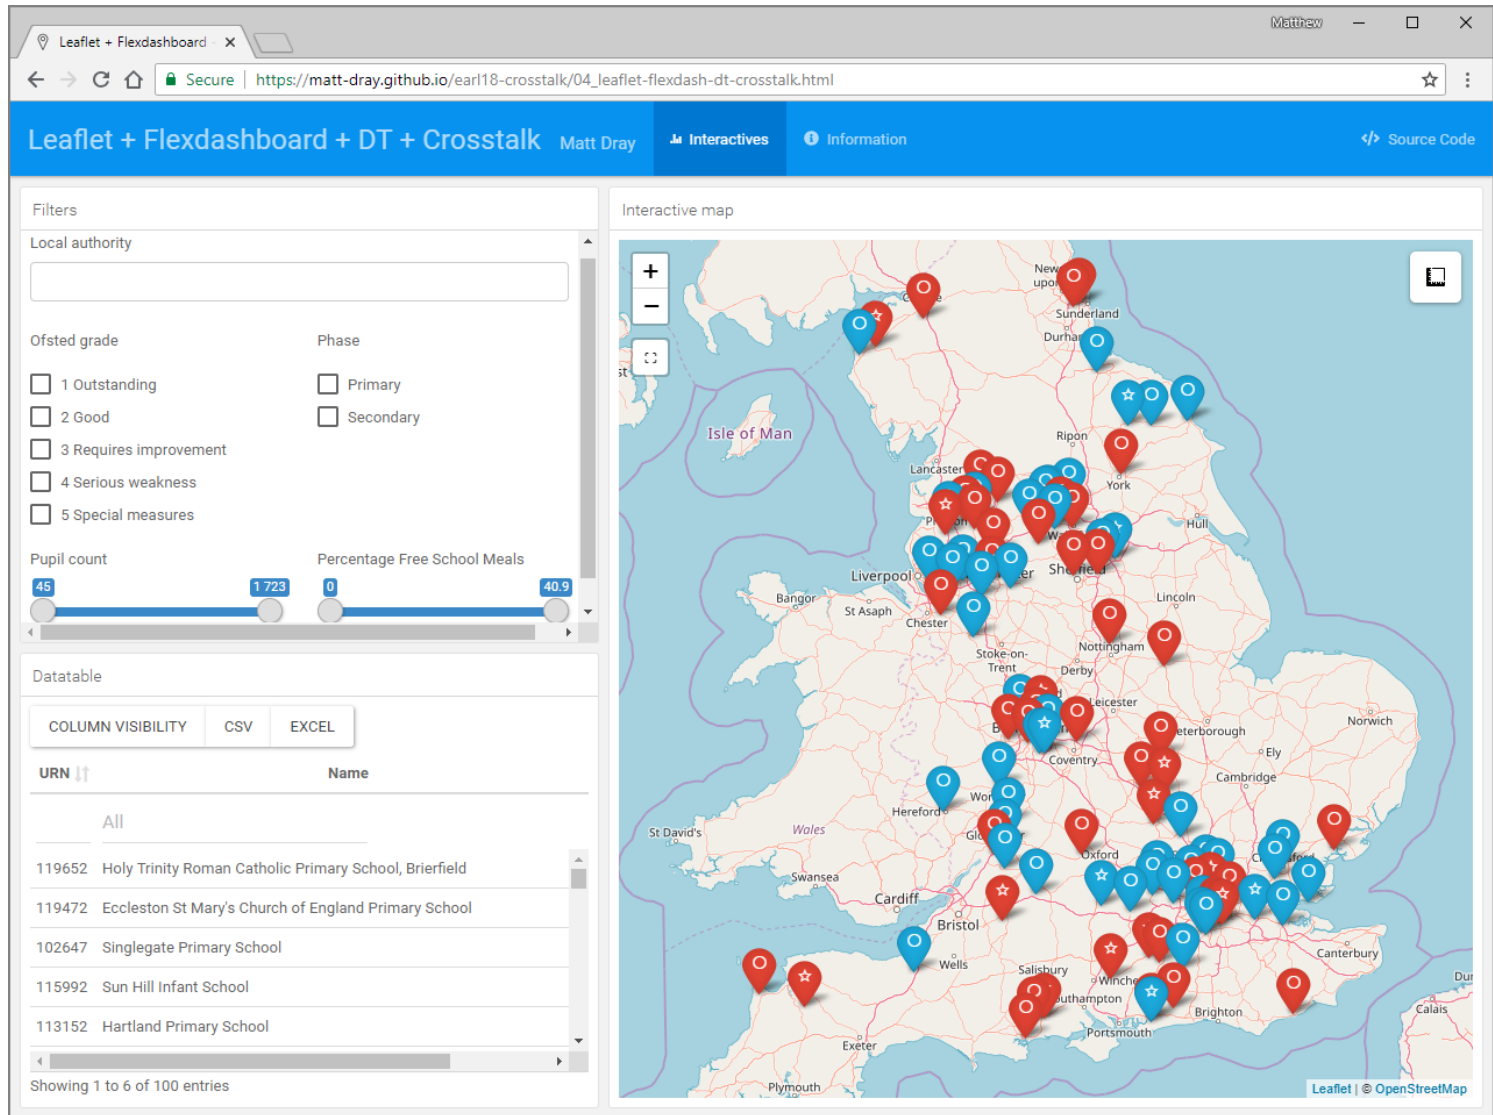 Matthew
Leaflet + Flexdashboard
Secure | https://matt-dray.github.io/earl18-crosstalk/04_leaflet-flexdash-dt-crosstalk.html
Leaflet + Flexdashboard + DT + Crosstalk Matt Dray Interactives Information Source Code
Filters
Local authority
Ofsted grade Phase
1 Outstanding Primary
2 Good Secondary
3 Requires improvement
4 Serious weakness
5 Special measures
Pupil count Percentage Free School Meals
45 1 723 0 40.9
Datatable
COLUMN VISIBILITY CSV EXCEL
URN Name
All
119652 Holy Trinity Roman Catholic Primary School, Brierfield
119472 Eccleston St Mary's Church of England Primary School
102647 Singlegate Primary School
115992 Sun Hill Infant School
113152 Hartland Primary School
Showing 1 to 6 of 100 entries
Interactive map
+
−
New
upo
Sunderland
Durha
Isle of Man
Ripon
Lancaster
York
Hull
Liverpool
Bangor
St Asaph
Chester
Lincoln
Stoke-on-
Trent
Nottingham
Derby
Leicester
Norwich
eterborough
Ely
Coventry
Cambridge
Hereford
St David's
Wales
Oxford
Swansea
Cardiff
Bristol
Wells
Salisbury
Winche
Canterbury
outhampton
Brighton
Portsmouth
Calais
Exeter
Plymouth
Leaflet | © OpenStreetMap